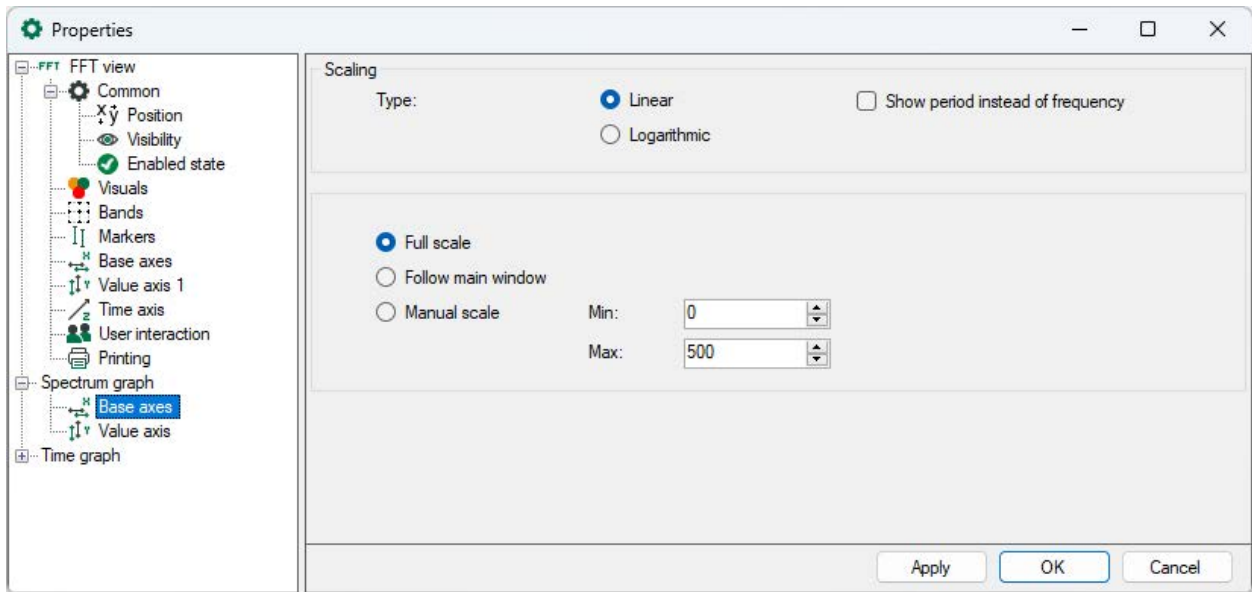 Properties
FFT FFT view
Common
Position
Visibility
Enabled state
Visuals
Bands
Markers
Base axes
Value axis 1
Time axis
User interaction
Printing
Spectrum graph
Base axes
Value axis
Time graph
Scaling
Type: Linear Show period instead of frequency
Logarithmic
Full scale
Follow main window
Manual scale Min: 0
Max: 500
Apply OK Cancel